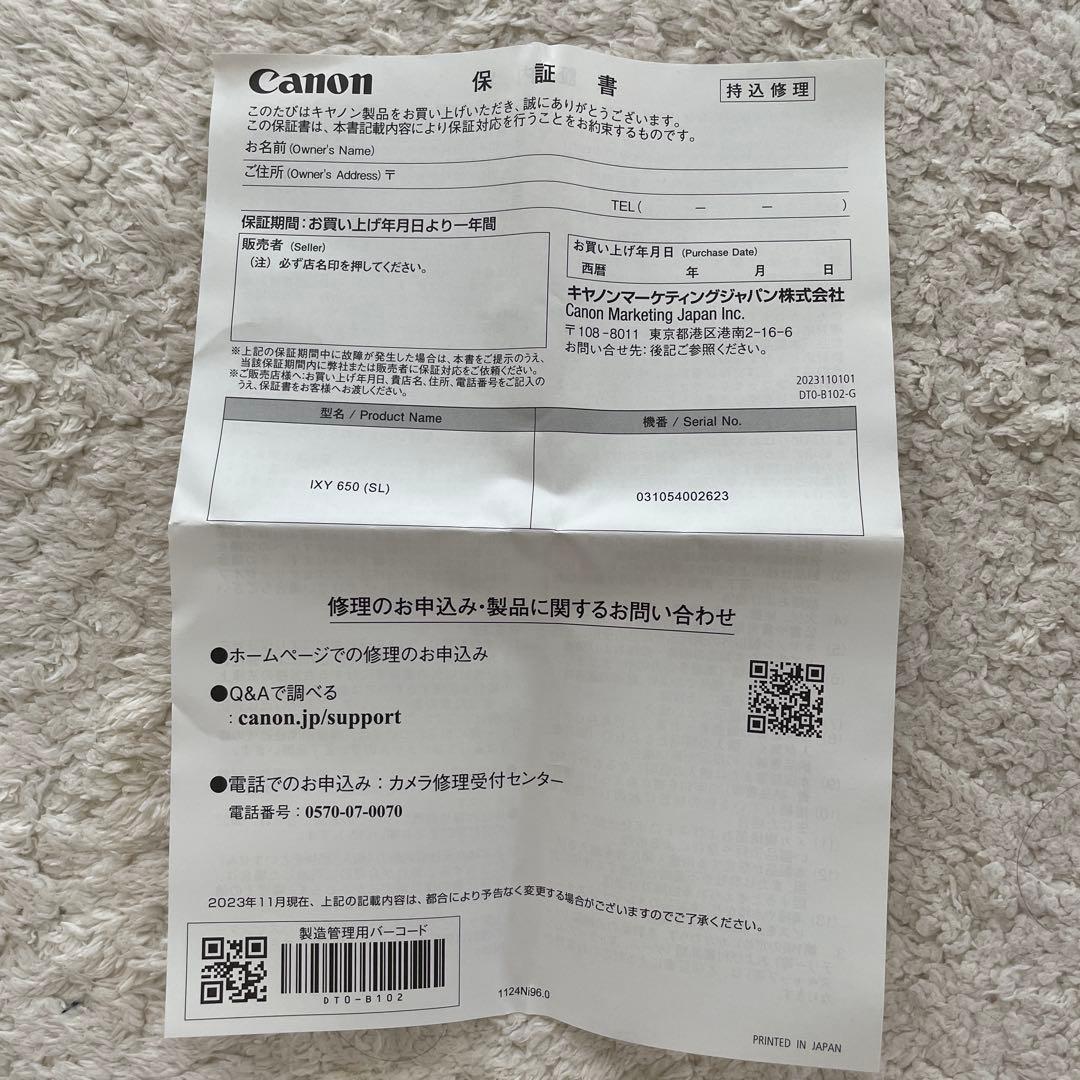 Canon 保証書 持込修理
このたびはキヤノン製品をお買い上げいただき、誠にありがとうございます。
この保証書は、本書記載内容により保証対応を行うことをお約束するものです。
お名前(Owner's Name)
ご住所(Owner's Address)〒
TEL( ー ー )
保証期間：お買い上げ年月日より一年間
販売者 (Seller)
（注）必ず店名印を押してください。
お買い上げ年月日 (Purchase Date)
西暦 年 月 日
キヤノンマーケティングジャパン株式会社
Canon Marketing Japan Inc.
〒108-8011 東京都港区港南2-16-6
お問い合せ先：後記ご参照ください。
※上記の保証期間中に故障が発生した場合は、本書をご提示のうえ、
当該保証期間内に弊社または販売者に保証対応をご依頼ください。
※ご販売店様へ：お買い上げ年月日、貴店名、住所、電話番号をご記入の
うえ、保証書をお客様へお渡しください。
2023110101
DT0-B102-G
型名 / Product Name 機番 / Serial No.
IXY 650 (SL) 031054002623
修理のお申込み・製品に関するお問い合わせ
●ホームページでの修理のお申込み
●Q&Aで調べる
：canon.jp/support
●電話でのお申込み：カメラ修理受付センター
電話番号：0570-07-0070
2023年11月現在、上記の記載内容は、都合により予告なく変更する場合がございますのでご了承ください。
製造管理用バーコード
DT0-B102
1124Ni96.0
PRINTED IN JAPAN